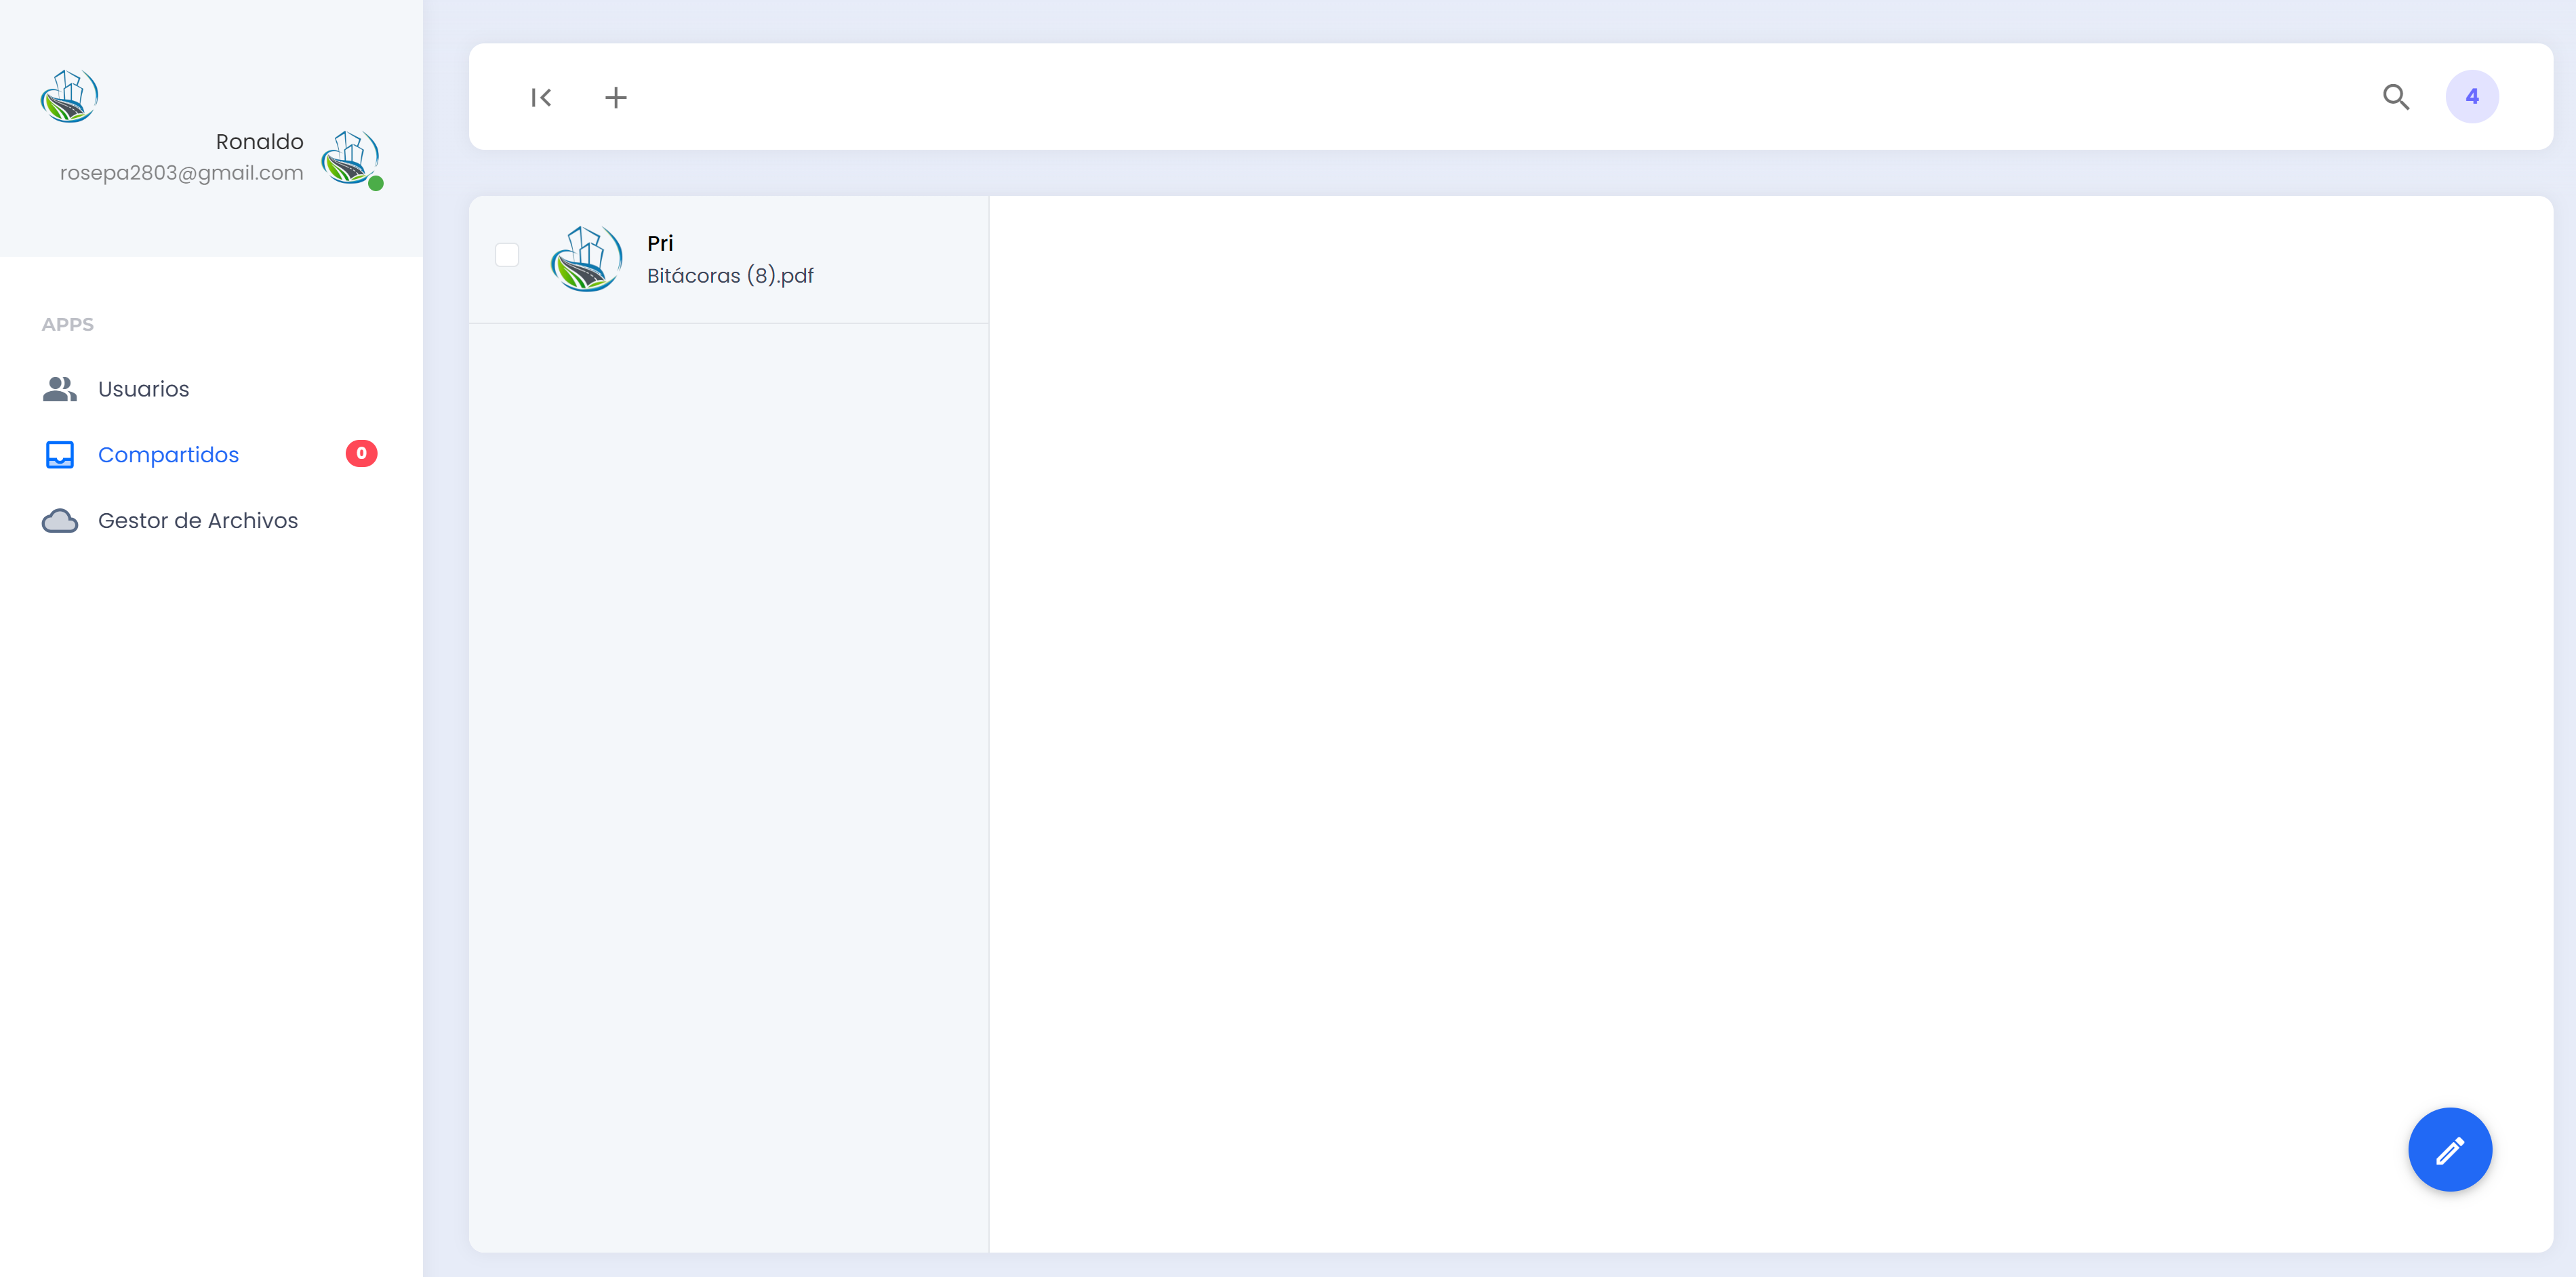 Ronaldo
rosepa2803@gmail.com
APPS
Usuarios
Compartidos 0
Gestor de Archivos
4
Pri
Bitácoras (8).pdf